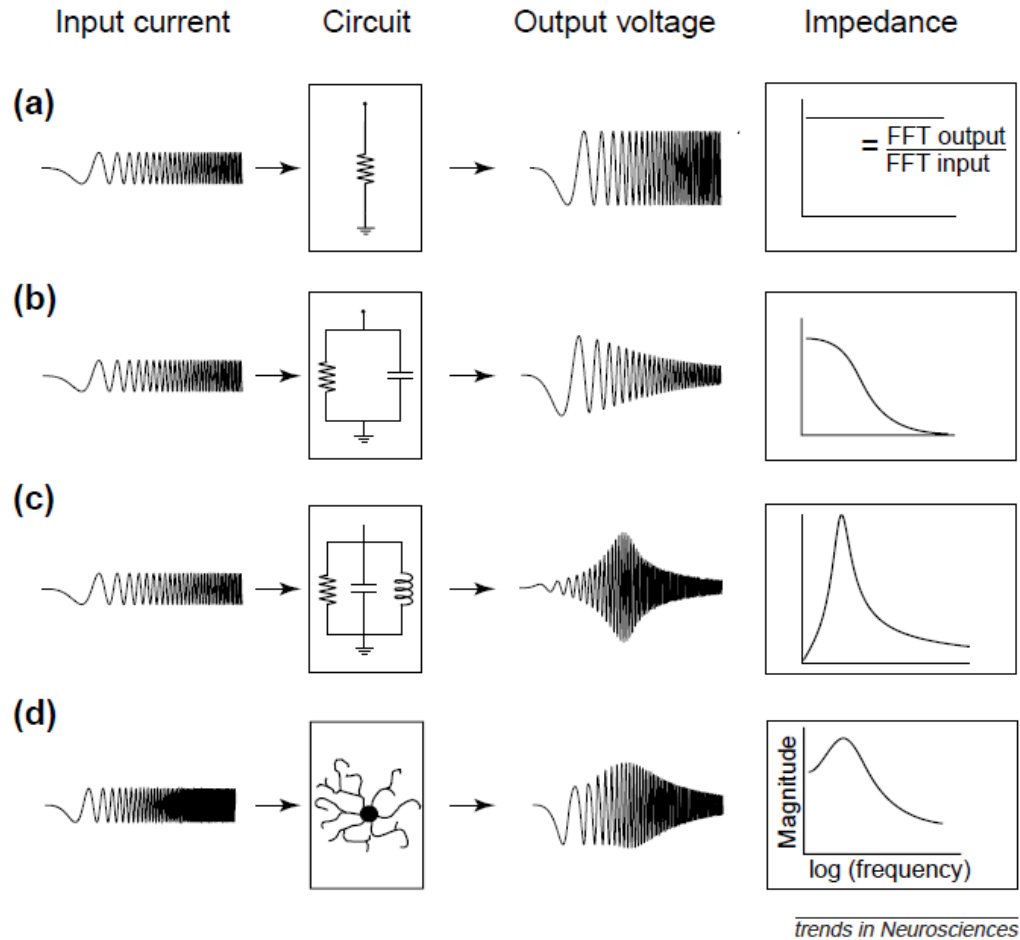 Input current Circuit Output voltage Impedance
(a)
= FFT output
FFT input
(b)
(c)
(d)
Magnitude
log (frequency)
trends in Neurosciences